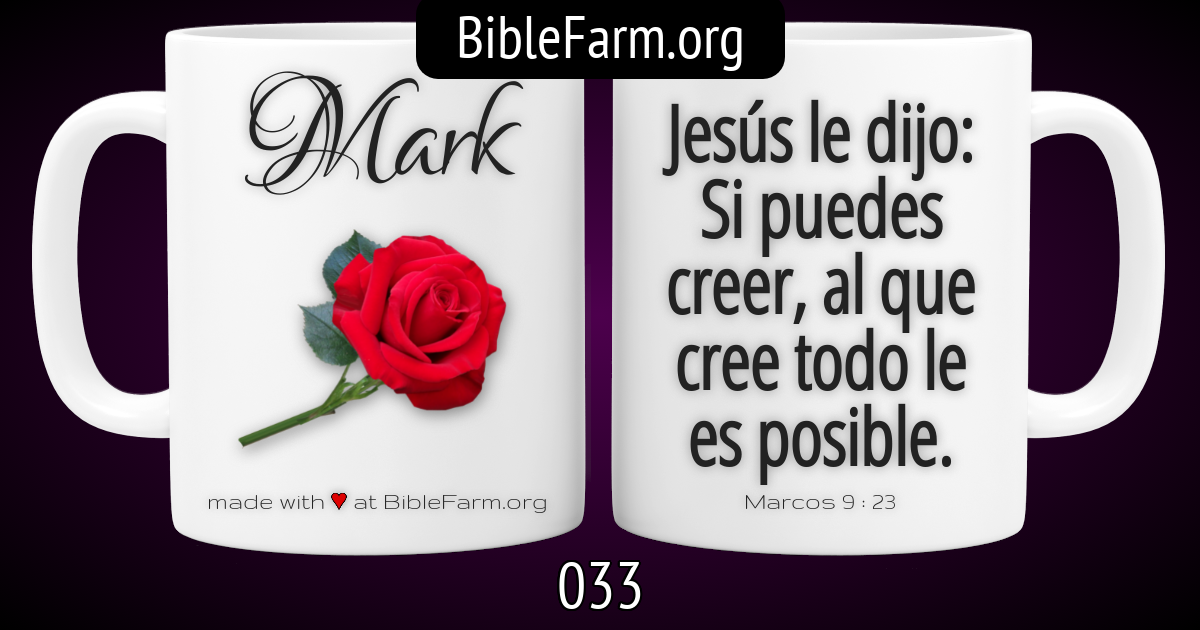 BibleFarm.org
Mark
made with ♥ at BibleFarm.org
Jesús le dijo:
Si puedes
creer, al que
cree todo le
es posible.
Marcos 9 : 23
033